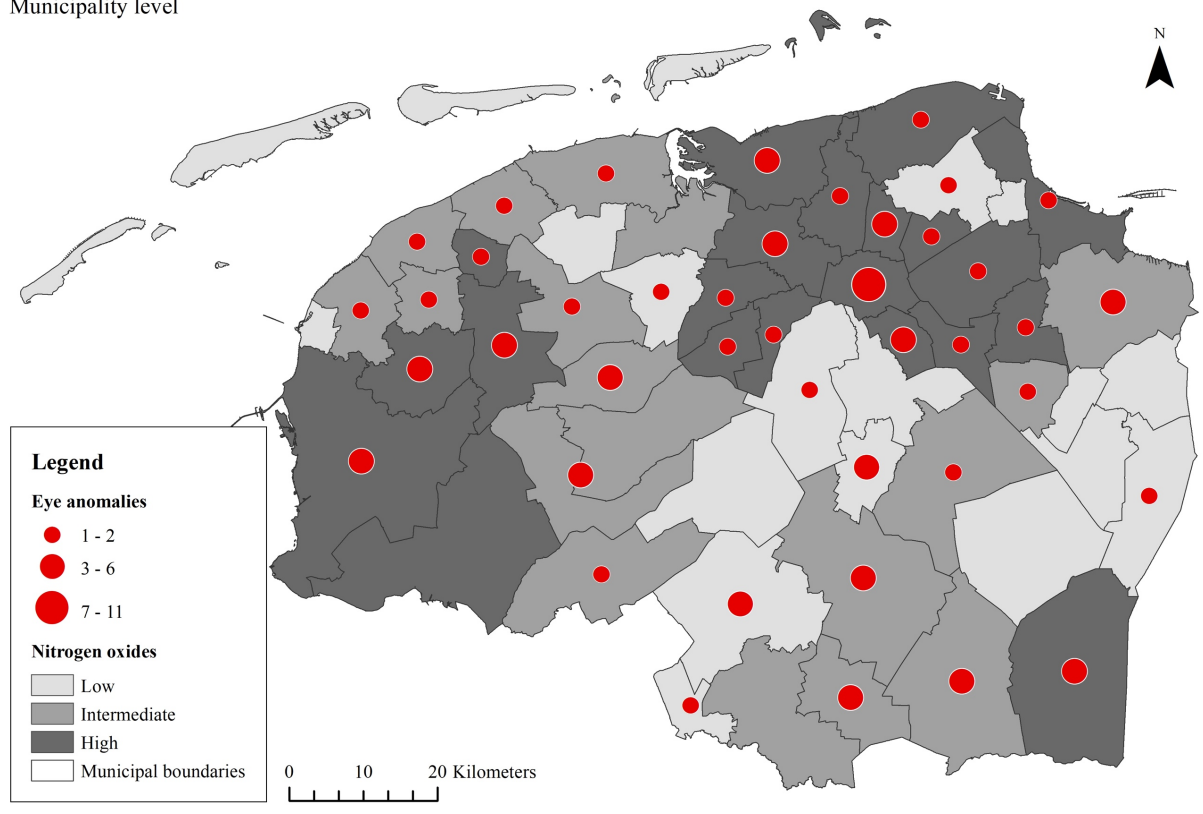 Municipality level
N
Legend
Eye anomalies
1 - 2
3 - 6
7 - 11
Nitrogen oxides
Low
Intermediate
High
Municipal boundaries
0 10 20 Kilometers